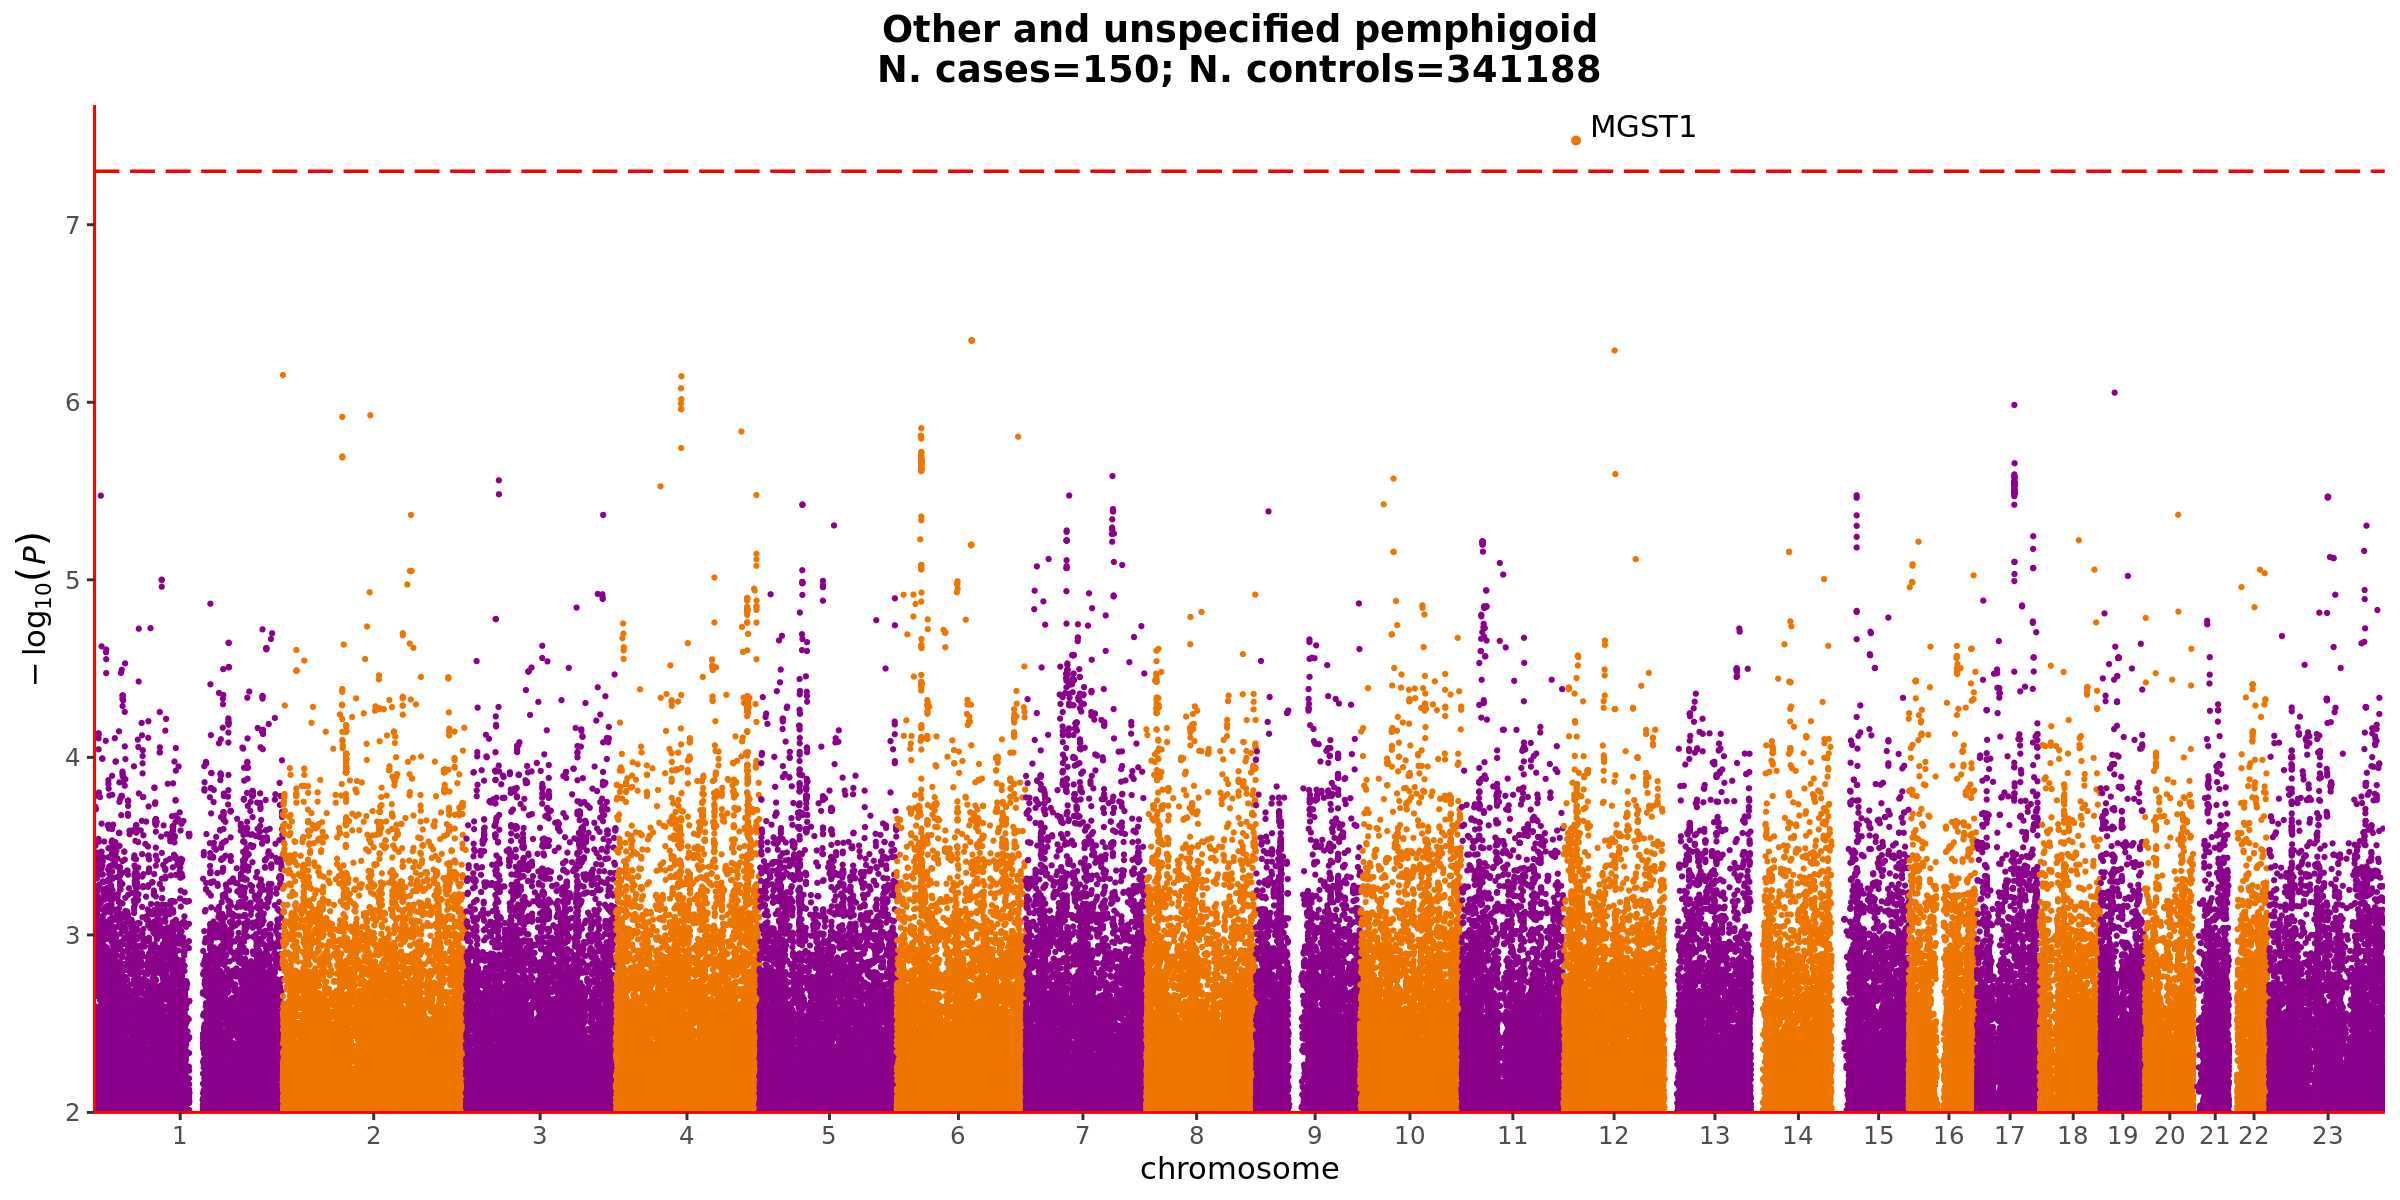 Other and unspecified pemphigoid
N. cases=150; N. controls=341188
MGST1
7
6
5
4
3
2
−log10(P)
1 2 3 4 5 6 7 8 9 10 11 12 13 14 15 16 17 18 19 20 21 22 23
chromosome